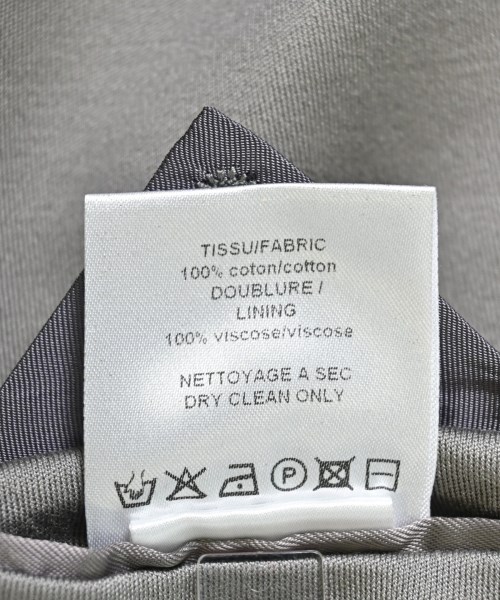 TISSU/FABRIC
100% coton/cotton
DOUBLURE /
LINING
100% viscose/viscose
NETTOYAGE A SEC
DRY CLEAN ONLY
P